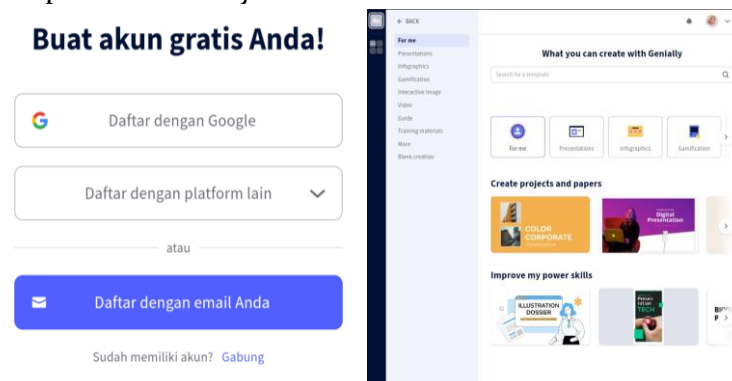 Buat akun gratis Anda!
Daftar dengan Google
Daftar dengan platform lain
atau
Daftar dengan email Anda
Sudah memiliki akun? Gabung
← BACK
For me
Presentations
Infographics
Gamification
Interactive image
Video
Guide
Training materials
More
Blank creation
What you can create with Genially
Search for a template
For me
Presentations
Infographics
Gamification
Create projects and papers
COLOR
CORPORATE
Digital
Presentation
Improve my power skills
ILLUSTRATION
DOSSIER
TECH